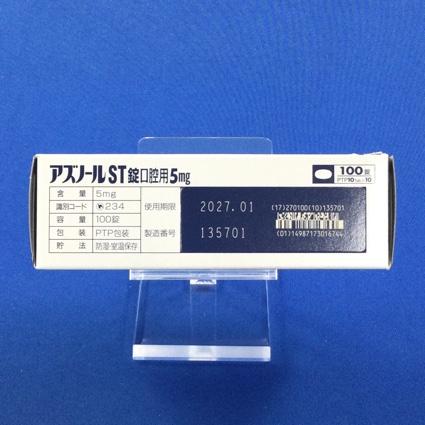 アズノールST錠口腔用5mg
100錠
PTP10錠×10
含量 5mg
識別コード 234
容量 100錠
包装 PTP包装
貯法 防湿・室温保存
使用期限 2027.01
製造番号 135701
(17)270100(10)135701
(01)14987173016744